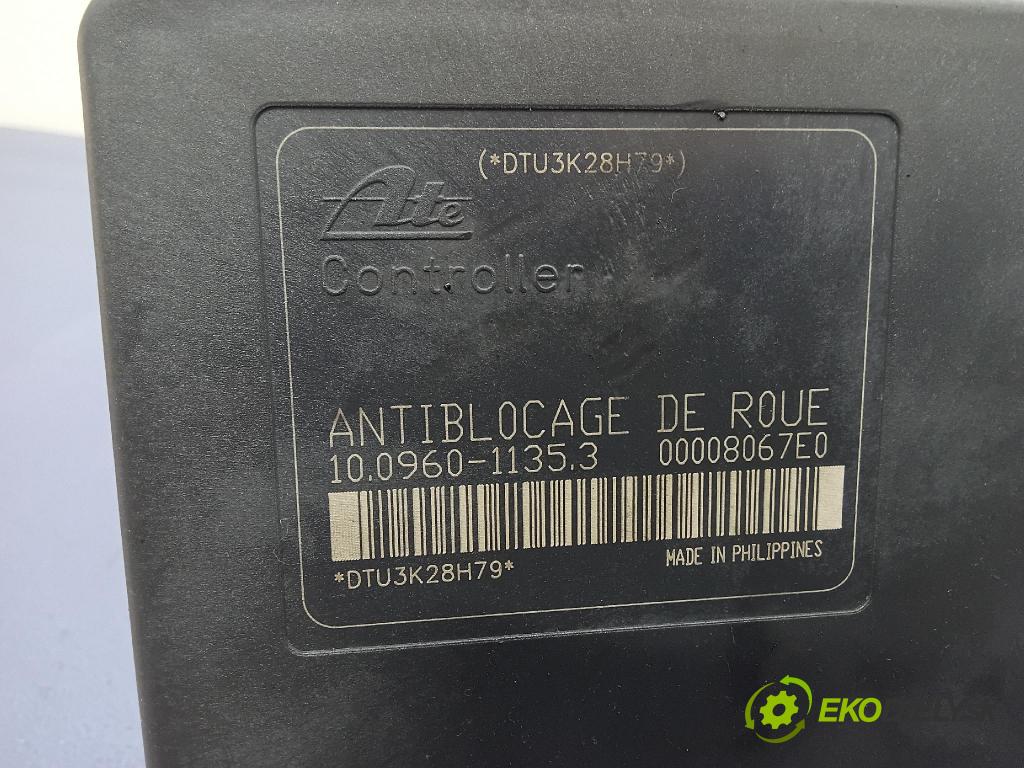 (*DTU3K28H79*)
Ate
Controller
ANTIBLOCAGE DE ROUE
10.0960-1135.3 00008067E0
*DTU3K28H79*
MADE IN PHILIPPINES
EKO